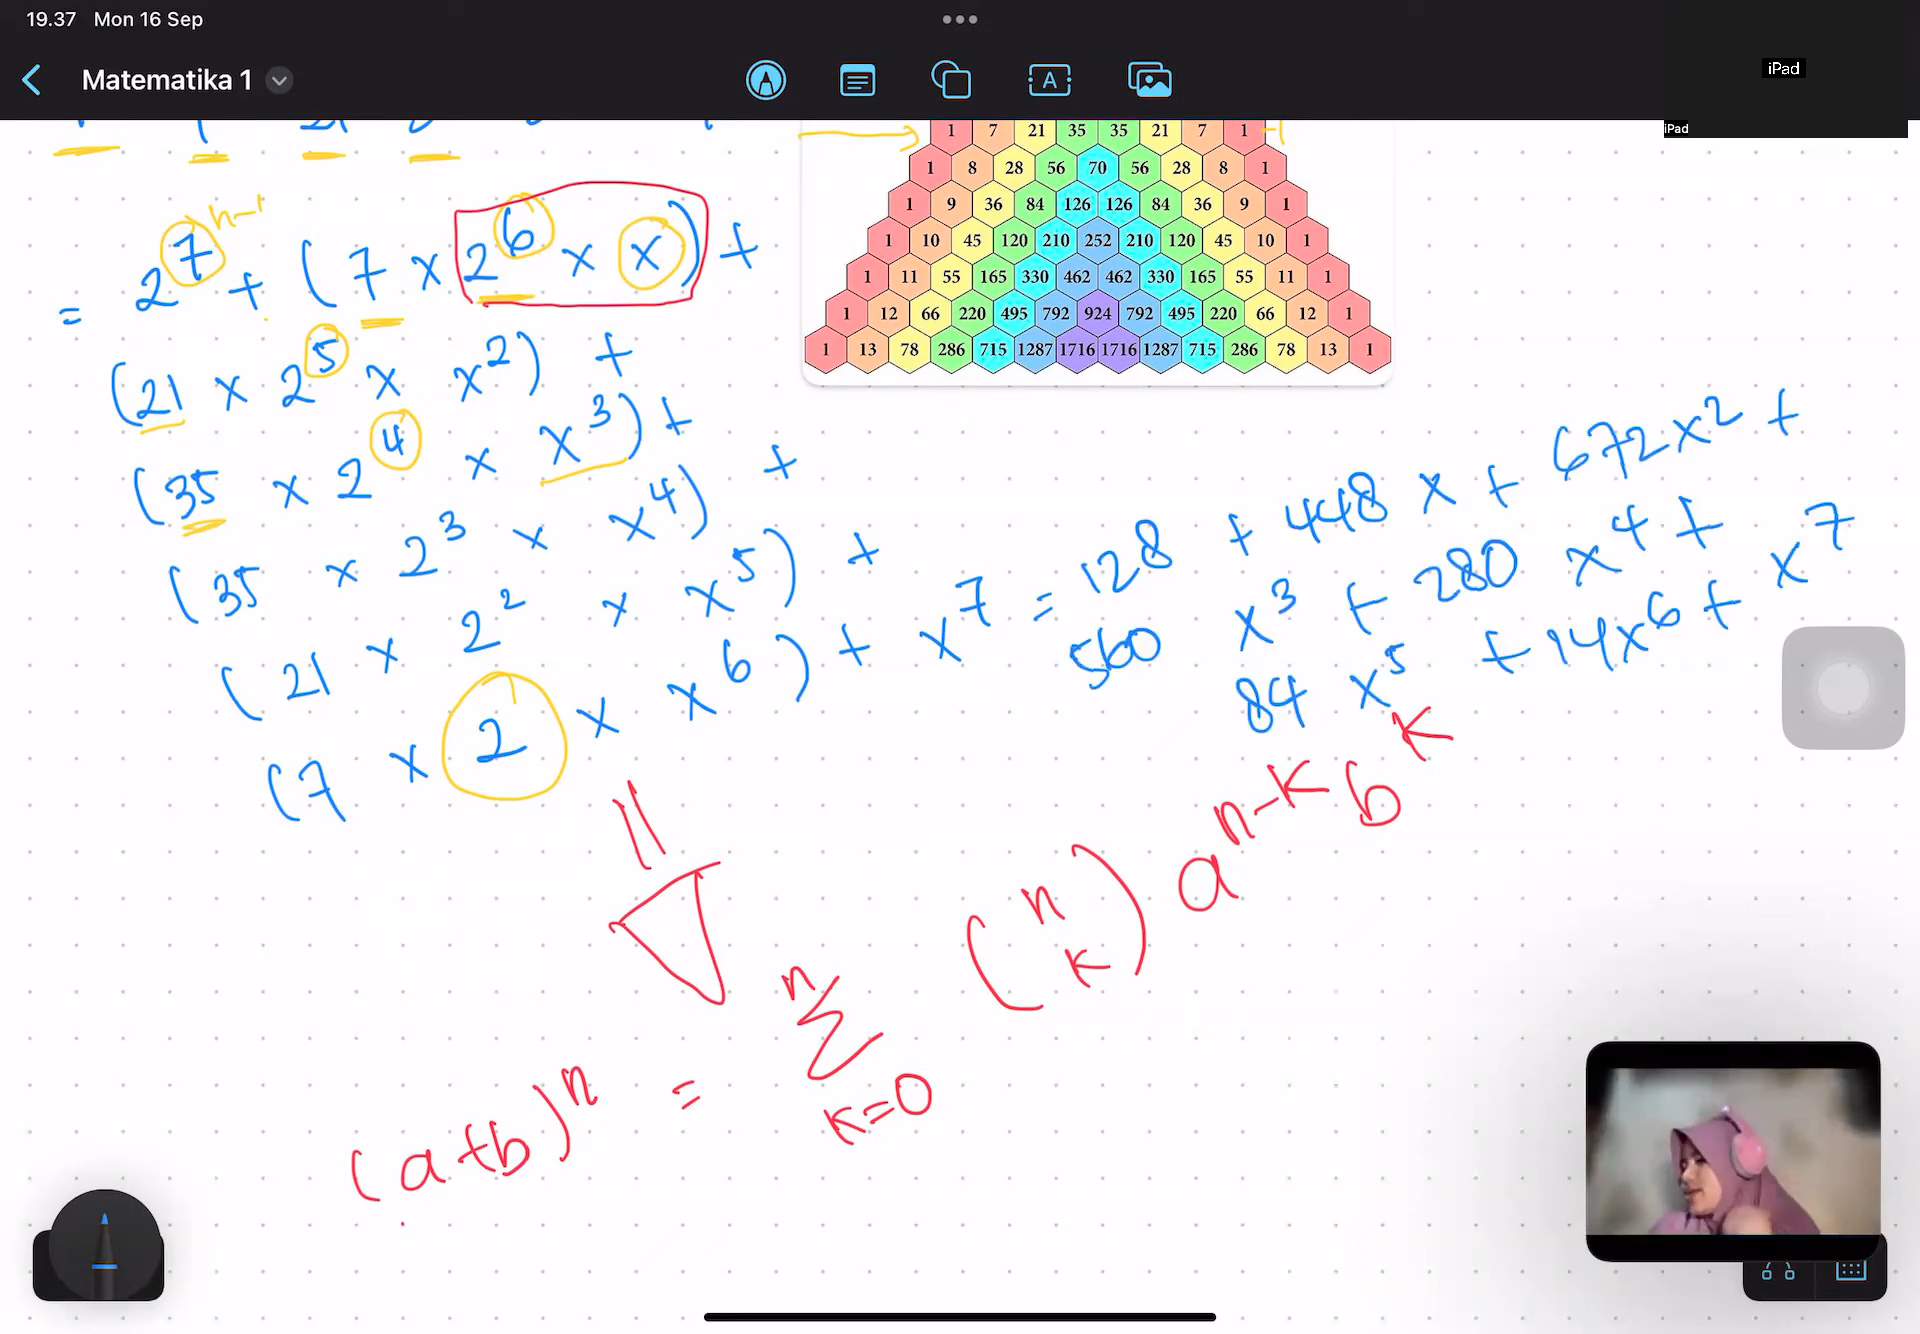 19.37 Mon 16 Sep
iPad
Matematika 1
A
iPad
1 7 21 35 35 21 7 1
1 8 28 56 70 56 28 8 1
1 9 36 84 126 126 84 36 9 1
1 10 45 120 210 252 210 120 45 10 1
1 11 55 165 330 462 462 330 165 55 11 1
1 12 66 220 495 792 924 792 495 220 66 12 1
1 13 78 286 715 1287 1716 1716 1287 715 286 78 13 1
n-1
= 2^7 + (7 x 2^6 x x) +
(21 x 2^5 x x^2) +
(35 x 2^4 x x^3) +
(35 x 2^3 x x^4) +
(21 x 2^2 x x^5) +
(7 x 2 x x^6) + x^7 = 128 + 448 x + 672x^2 +
560 x^3 + 280 x^4 +
84 x^5 + 14x^6 + x^7
(a+b)^n = n Σ k=0 (n k) a^n-k b^k